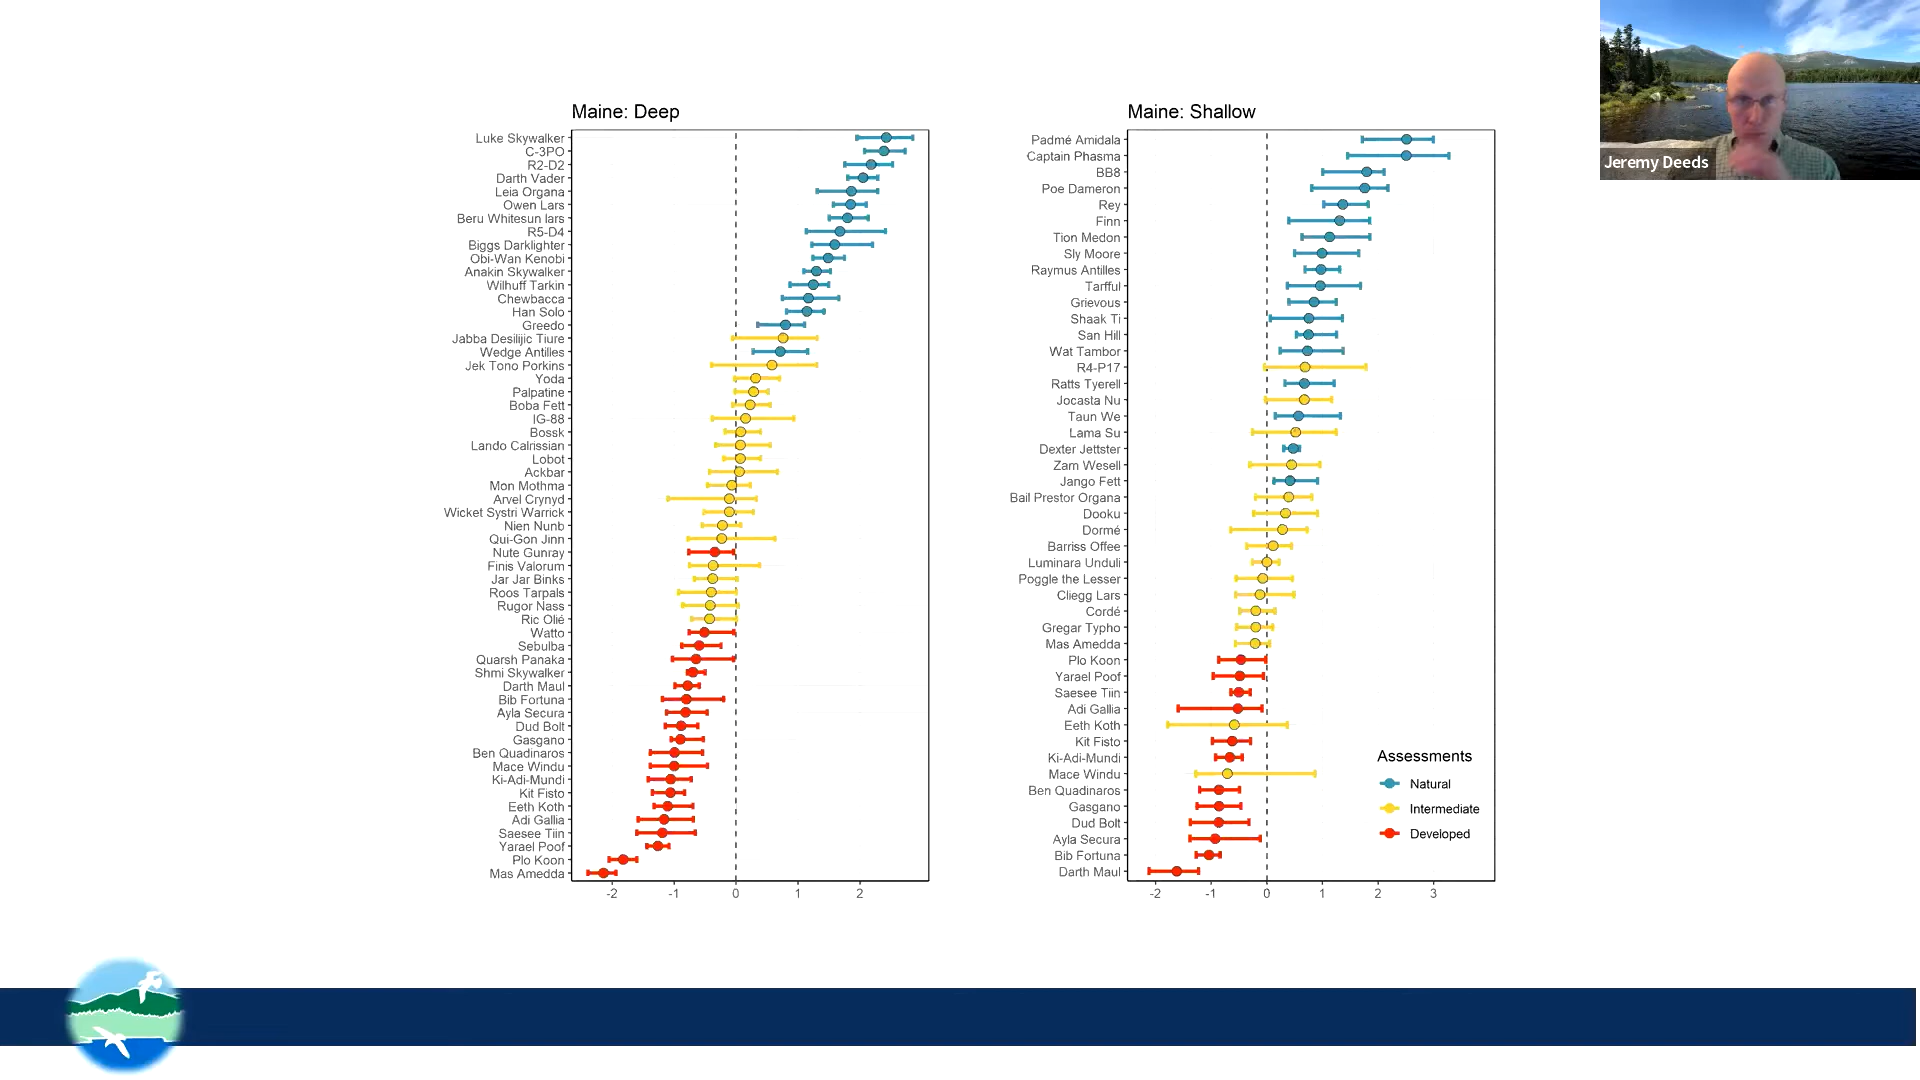 Jeremy Deeds
Maine: Deep
Luke Skywalker
C-3PO
R2-D2
Darth Vader
Leia Organa
Owen Lars
Beru Whitesun lars
R5-D4
Biggs Darklighter
Obi-Wan Kenobi
Anakin Skywalker
Wilhuff Tarkin
Chewbacca
Han Solo
Greedo
Jabba Desilijic Tiure
Wedge Antilles
Jek Tono Porkins
Yoda
Palpatine
Boba Fett
IG-88
Bossk
Lando Calrissian
Lobot
Ackbar
Mon Mothma
Arvel Crynyd
Wicket Systri Warrick
Nien Nunb
Qui-Gon Jinn
Nute Gunray
Finis Valorum
Jar Jar Binks
Roos Tarpals
Rugor Nass
Ric Olié
Watto
Sebulba
Quarsh Panaka
Shmi Skywalker
Darth Maul
Bib Fortuna
Ayla Secura
Dud Bolt
Gasgano
Ben Quadinaros
Mace Windu
Ki-Adi-Mundi
Kit Fisto
Eeth Koth
Adi Gallia
Saesee Tiin
Yarael Poof
Plo Koon
Mas Amedda
-2 -1 0 1 2
Maine: Shallow
Padmé Amidala
Captain Phasma
BB8
Poe Dameron
Rey
Finn
Tion Medon
Sly Moore
Raymus Antilles
Tarfful
Grievous
Shaak Ti
San Hill
Wat Tambor
R4-P17
Ratts Tyerell
Jocasta Nu
Taun We
Lama Su
Dexter Jettster
Zam Wesell
Jango Fett
Bail Prestor Organa
Dooku
Dormé
Barriss Offee
Luminara Unduli
Poggle the Lesser
Cliegg Lars
Cordé
Gregar Typho
Mas Amedda
Plo Koon
Yarael Poof
Saesee Tiin
Adi Gallia
Eeth Koth
Kit Fisto
Ki-Adi-Mundi
Mace Windu
Ben Quadinaros
Gasgano
Dud Bolt
Ayla Secura
Bib Fortuna
Darth Maul
-2 -1 0 1 2 3
Assessments
Natural
Intermediate
Developed